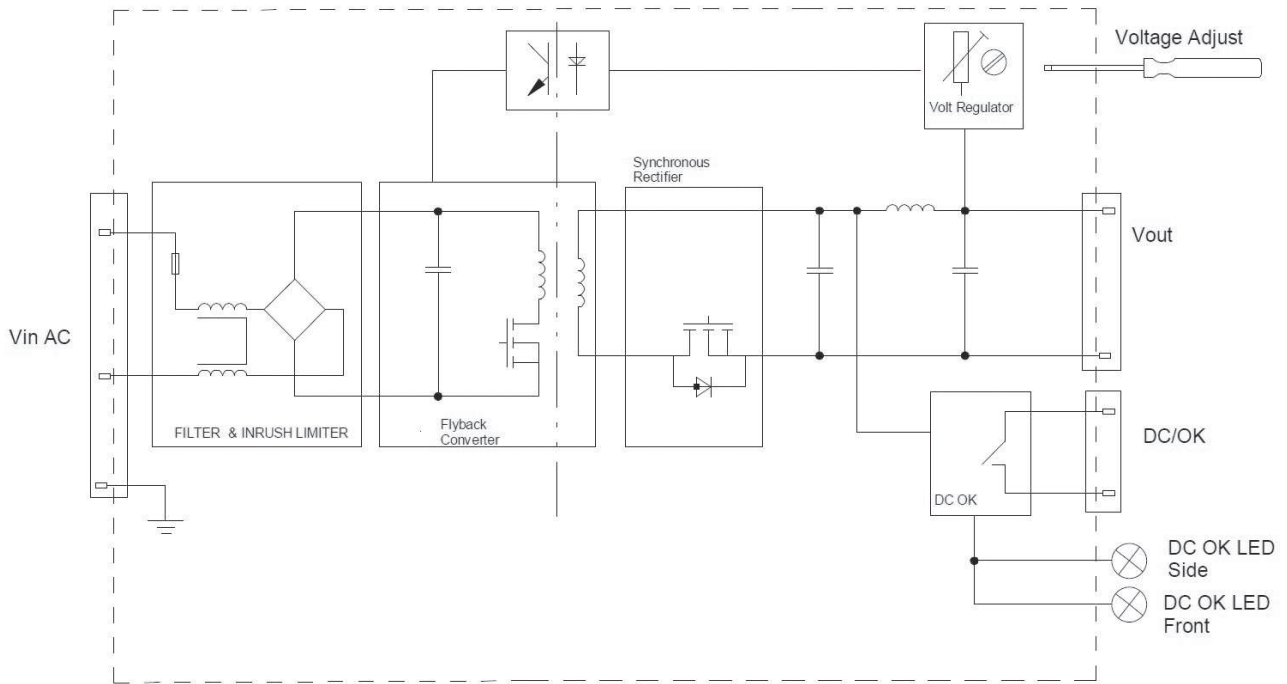 Voltage Adjust
Volt Regulator
Synchronous
Rectifier
Vout
Vin AC
FILTER & INRUSH LIMITER
Flyback
Converter
DC/OK
DC OK
DC OK LED
Side
DC OK LED
Front